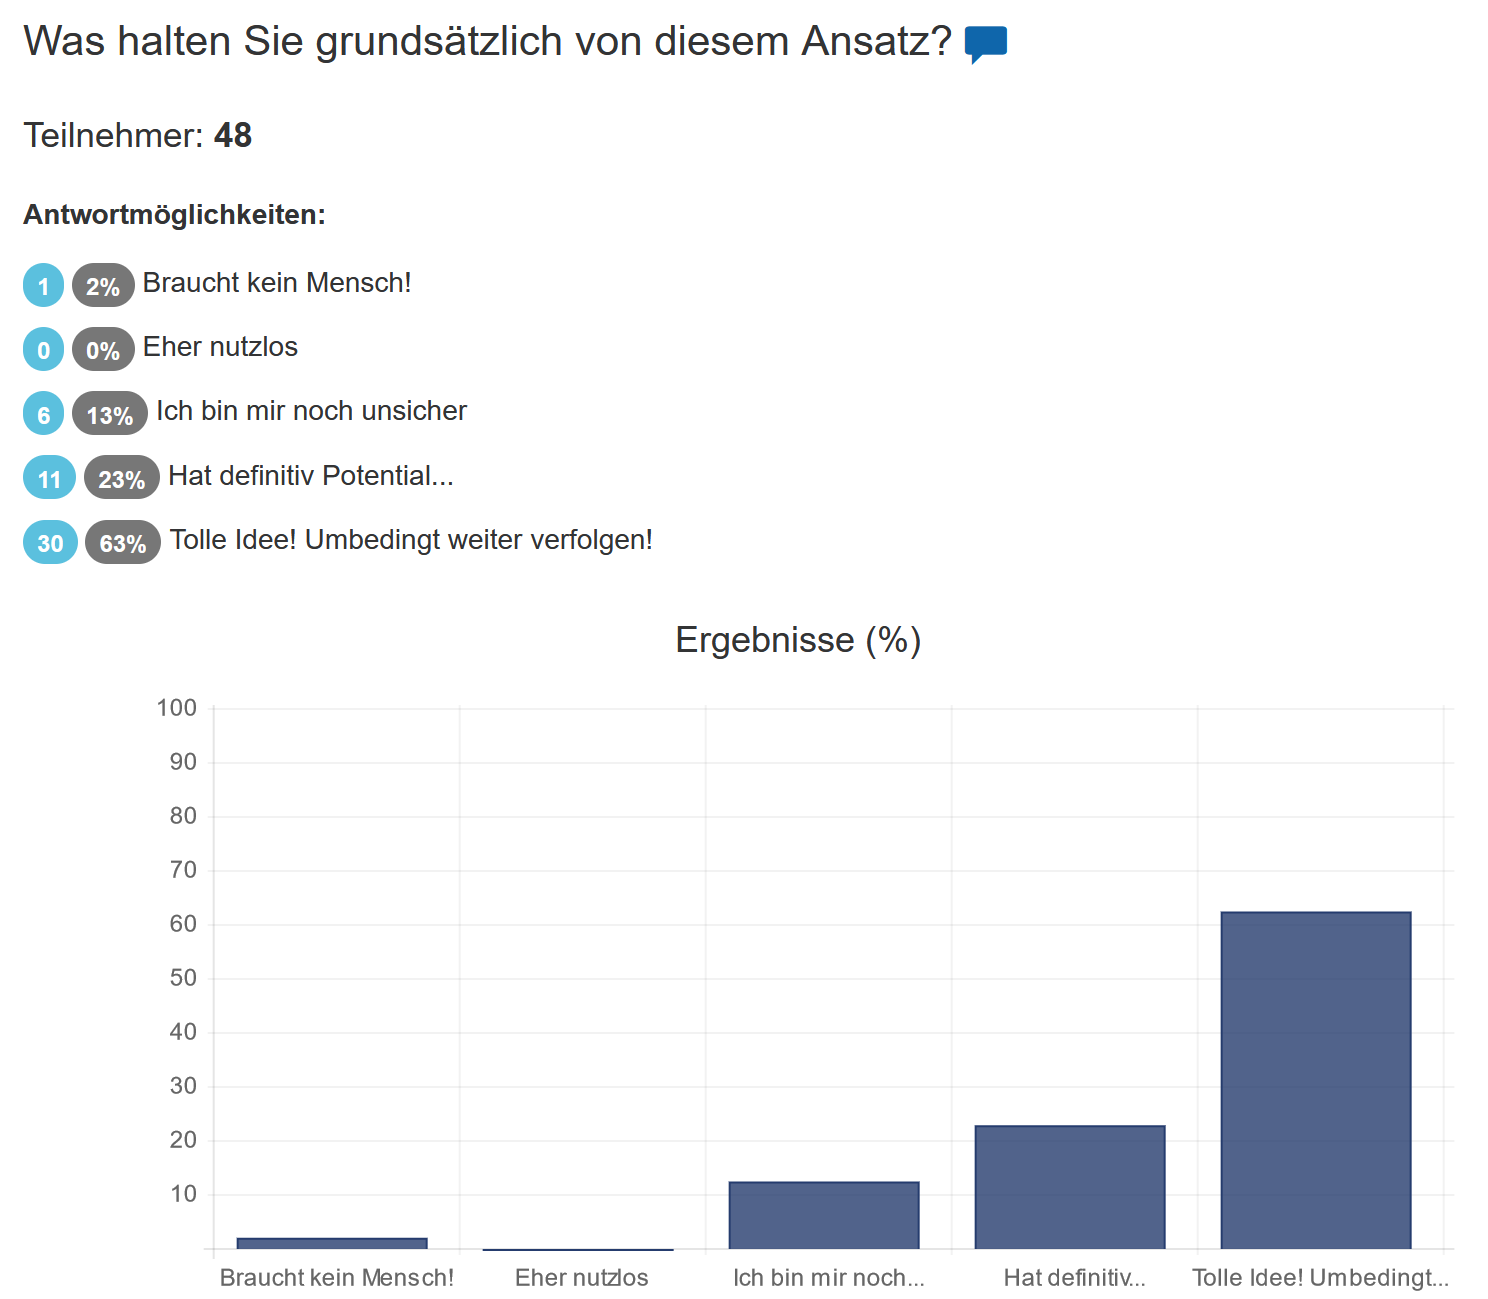 Was halten Sie grundsätzlich von diesem Ansatz?
Teilnehmer: 48
Antwortmöglichkeiten:
1 2% Braucht kein Mensch!
0 0% Eher nutzlos
6 13% Ich bin mir noch unsicher
11 23% Hat definitiv Potential...
30 63% Tolle Idee! Umbedingt weiter verfolgen!
Ergebnisse (%)
100
90
80
70
60
50
40
30
20
10
Braucht kein Mensch! Eher nutzlos Ich bin mir noch... Hat definitiv... Tolle Idee! Umbedingt...